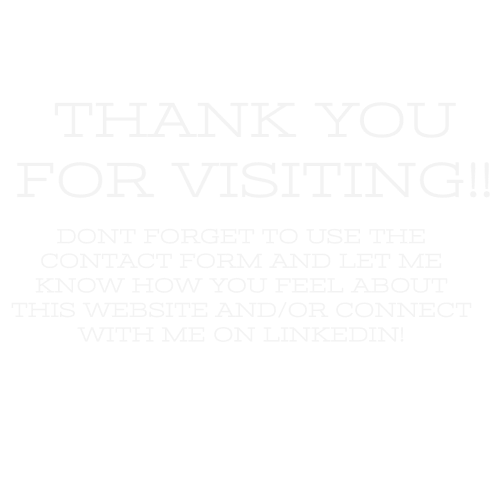 THANK YOU
FOR VISITING!!
DONT FORGET TO USE THE
CONTACT FORM AND LET ME
KNOW HOW YOU FEEL ABOUT
THIS WEBSITE AND/OR CONNECT
WITH ME ON LINKEDIN!